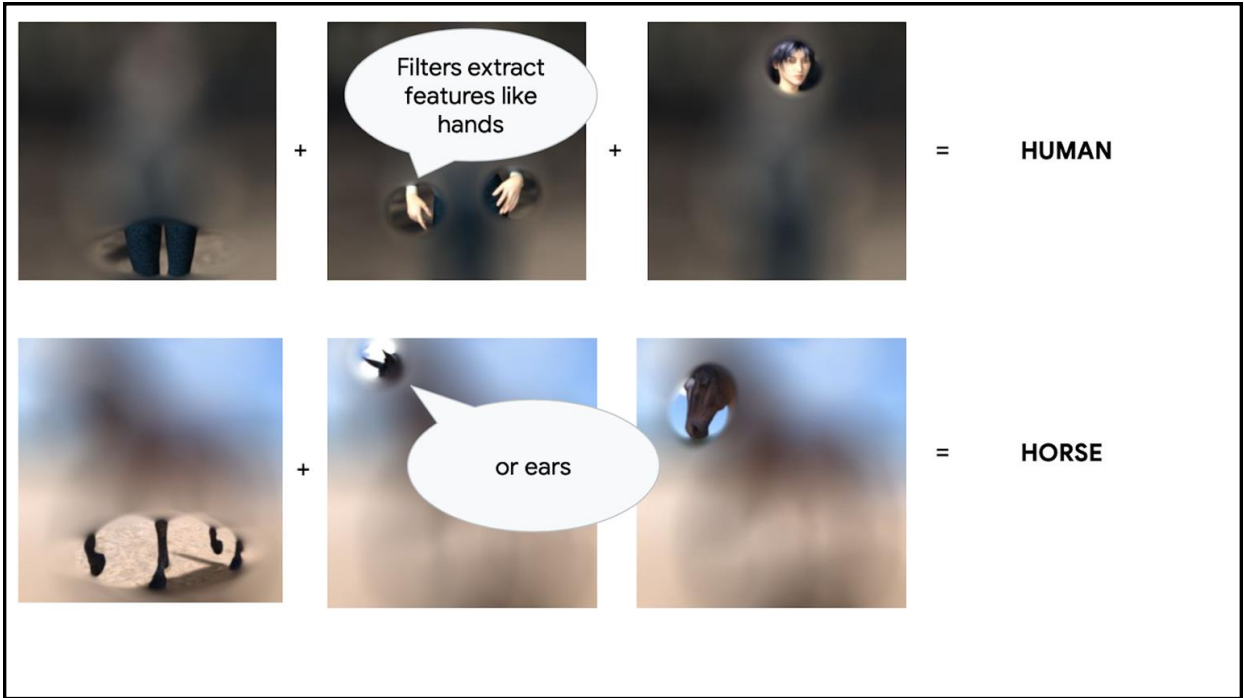 Filters extract
features like
hands
+ + = HUMAN
or ears
+ = HORSE